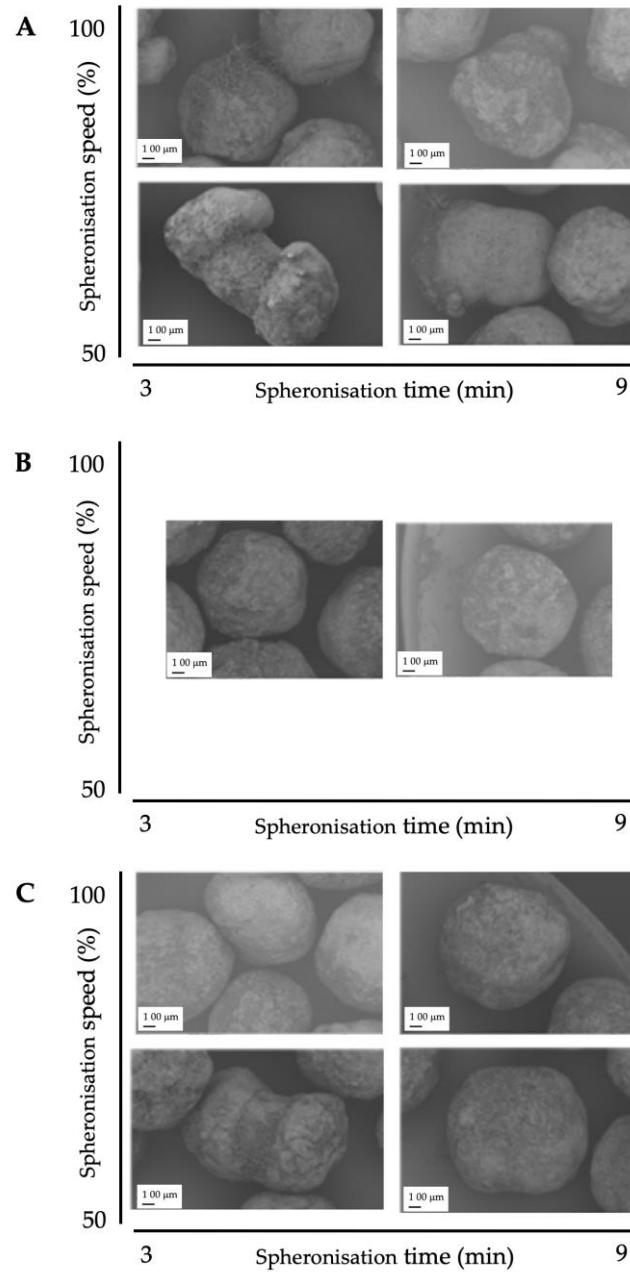 A
100
Spheronisation speed (%)
50
1 00 µm
1 00 µm
1 00 µm
1 00 µm
3
Spheronisation time (min)
9
B
100
Spheronisation speed (%)
50
1 00 µm
1 00 µm
3
Spheronisation time (min)
9
C
100
Spheronisation speed (%)
50
1 00 µm
1 00 µm
1 00 µm
1 00 µm
3
Spheronisation time (min)
9